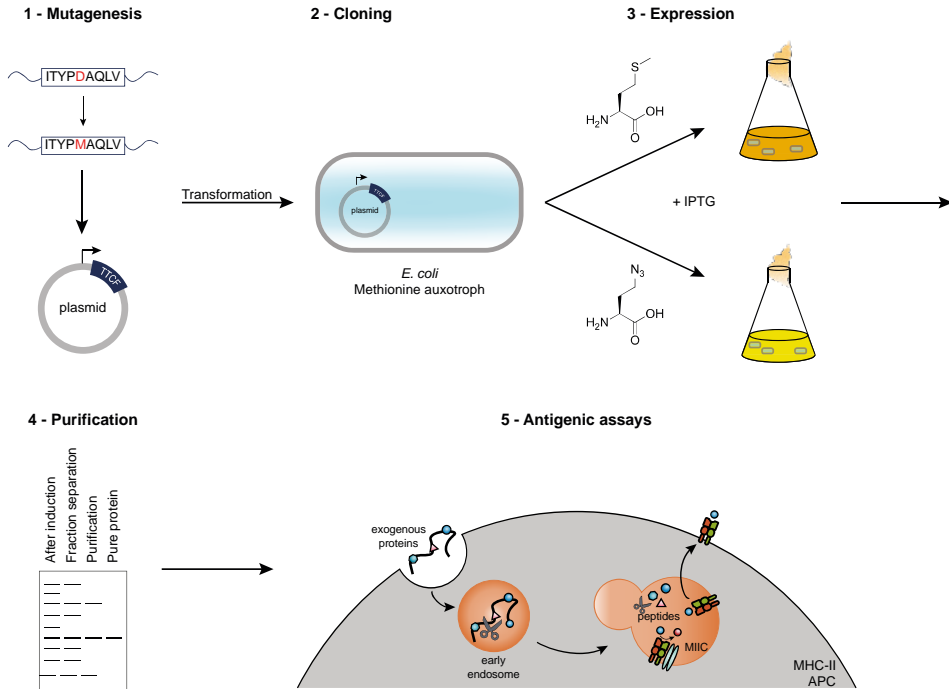 1 - Mutagenesis
ITYPDAQLV
ITYPMAQLV
TTCF
plasmid
Transformation
2 - Cloning
TTCF
plasmid
E. coli
Methionine auxotroph
3 - Expression
S
H2N
OH
O
+ IPTG
N3
H2N
OH
O
4 - Purification
After induction
Fraction separation
Purification
Pure protein
5 - Antigenic assays
exogenous
proteins
early
endosome
peptides
MIIC
MHC-II
APC